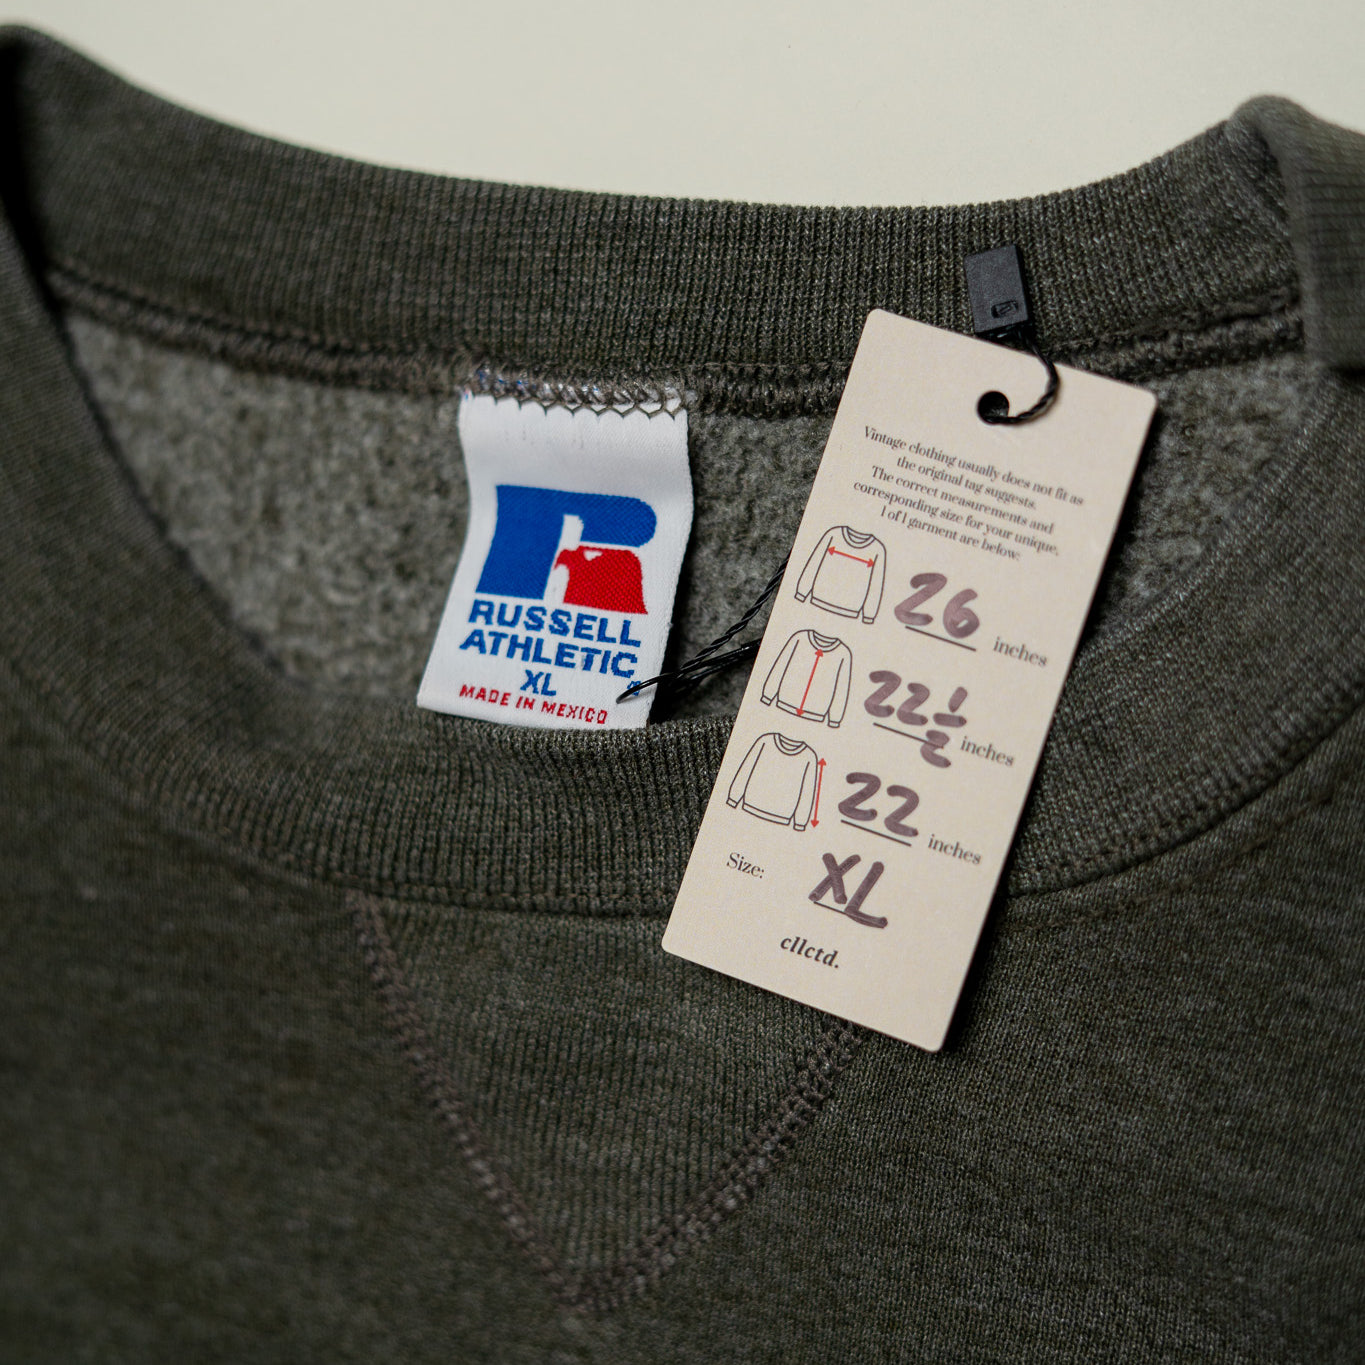 RUSSELL
ATHLETIC
XL
MADE IN MEXICO
Vintage clothing usually does not fit as
the original tag suggests.
The correct measurements and
corresponding size for your unique,
1 of 1 garment are below:
26 inches
22 1/2 inches
22 inches
Size: XL
cllctd.